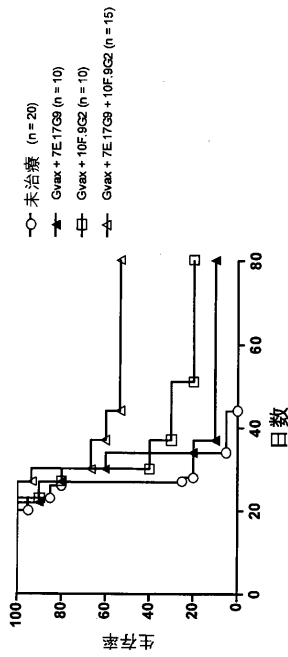 未治療 (n = 20)
Gvax + 7E.17G9 (n = 10)
Gvax + 10F.9G2 (n = 10)
Gvax + 7E.17G9 + 10F.9G2 (n = 15)
生存率
100
80
60
40
20
0
0
20
40
60
80
日数